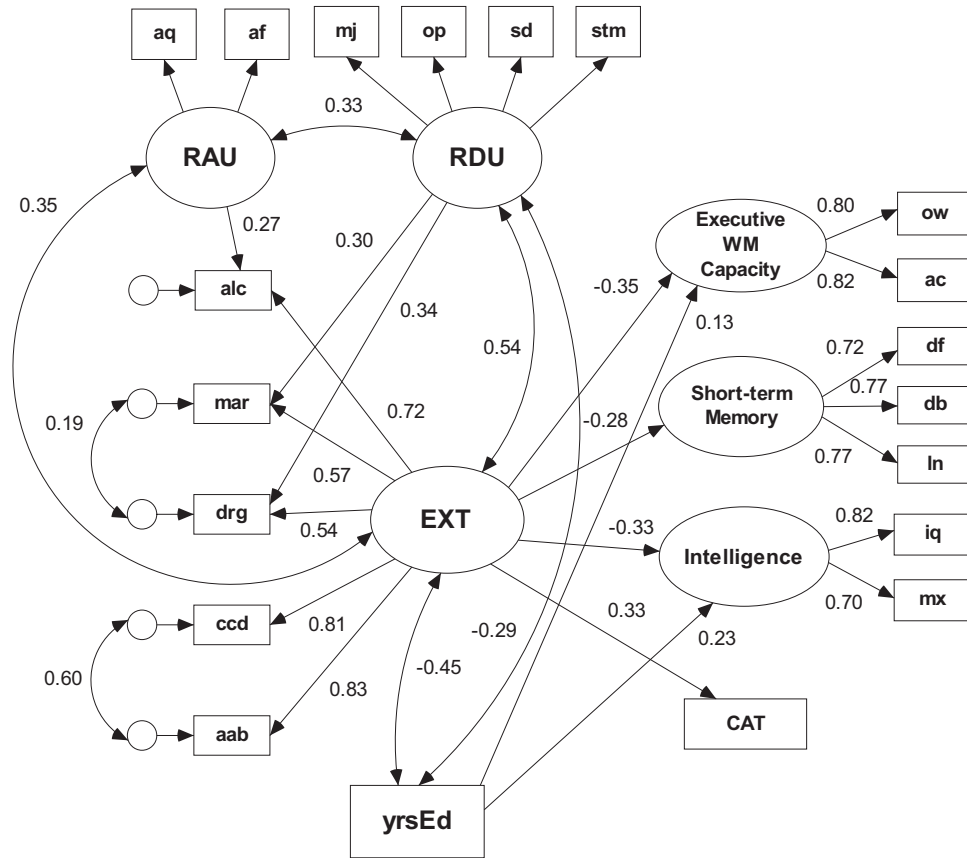 aq
af
mj
op
sd
stm
0.33
RAU
RDU
0.35
0.27
0.30
Executive
WM
Capacity
0.80
ow
0.82
ac
alc
-0.35
0.34
0.13
0.54
0.72
df
Short-term
Memory
0.77
db
0.77
ln
mar
0.19
0.72
-0.28
0.57
drg
0.54
EXT
-0.33
Intelligence
0.82
iq
0.70
mx
ccd
0.81
0.33
0.23
-0.29
-0.45
0.60
0.83
aab
CAT
yrsEd